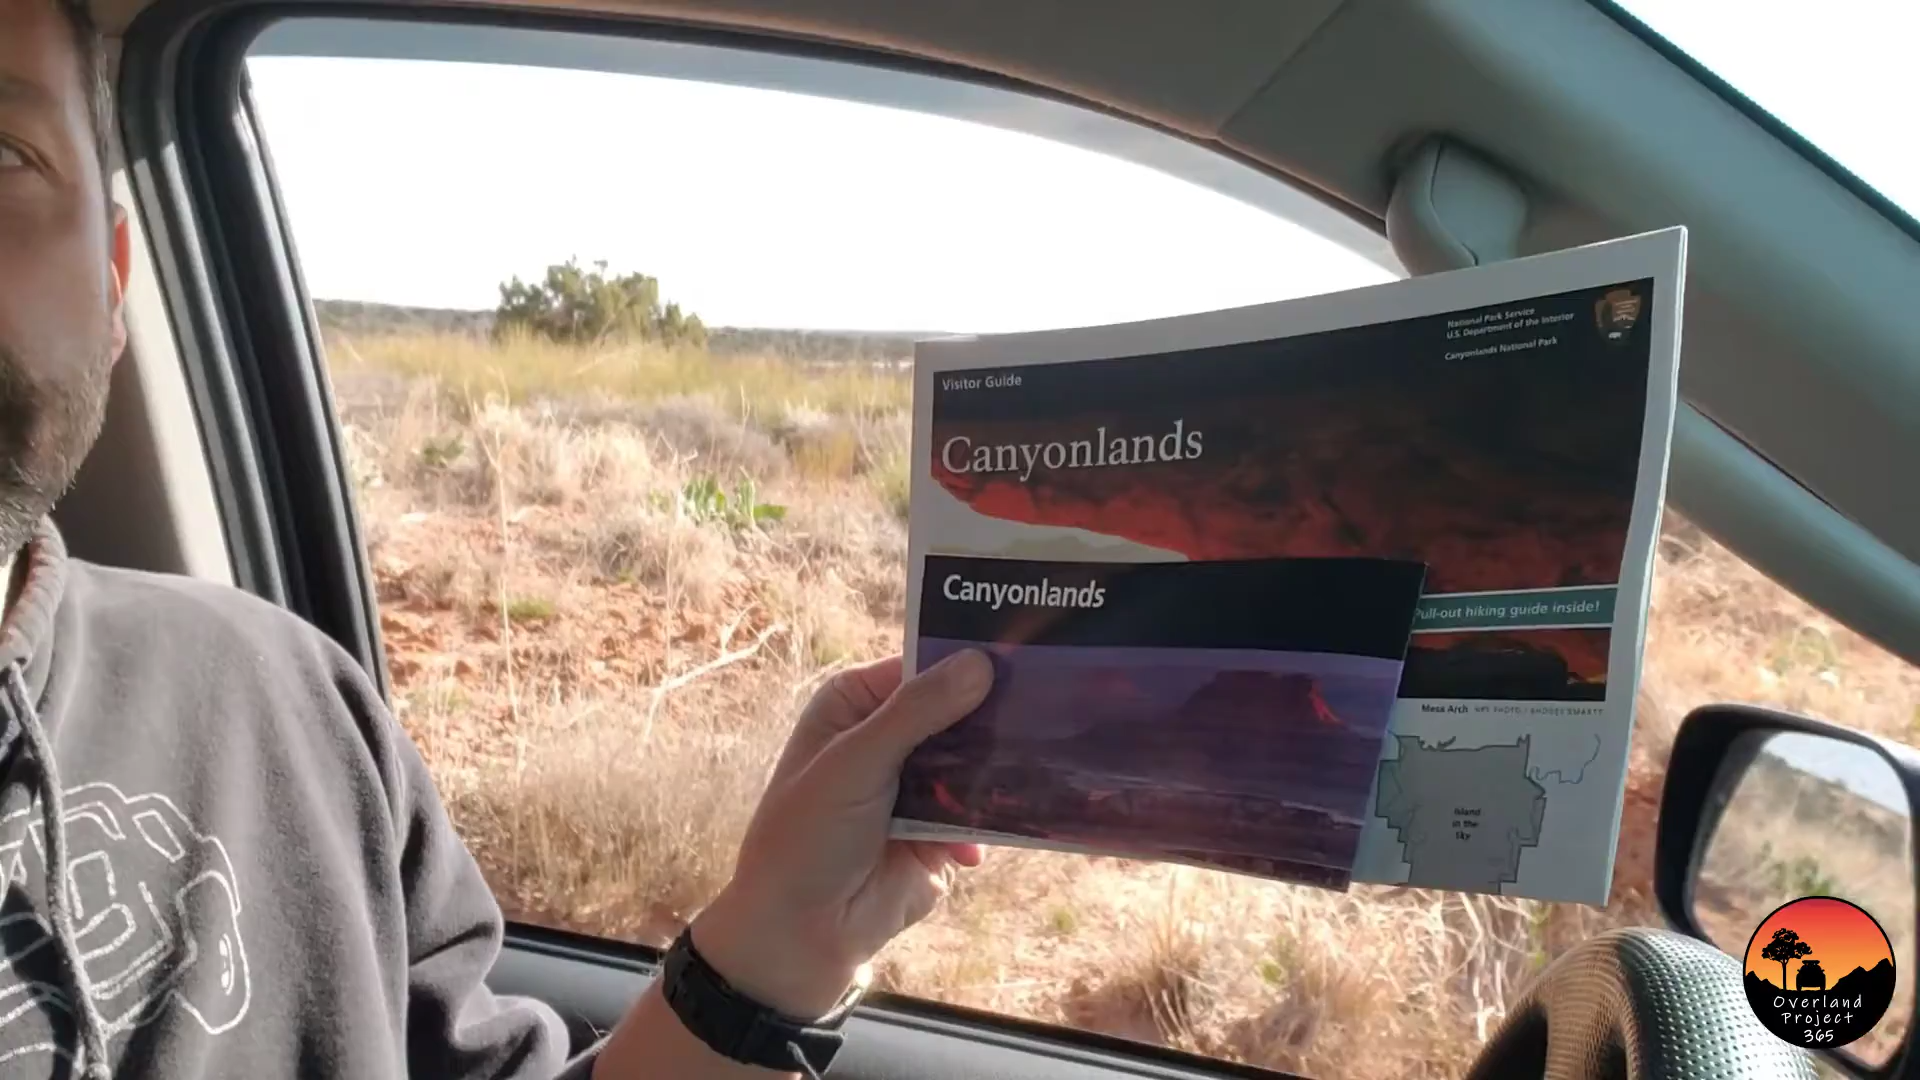 National Park Service
U.S. Department of the Interior
Canyonlands National Park
Visitor Guide
Canyonlands
Canyonlands
Pull-out hiking guide inside!
Mesa Arch
Island
in the
Sky
Overland
Project
365